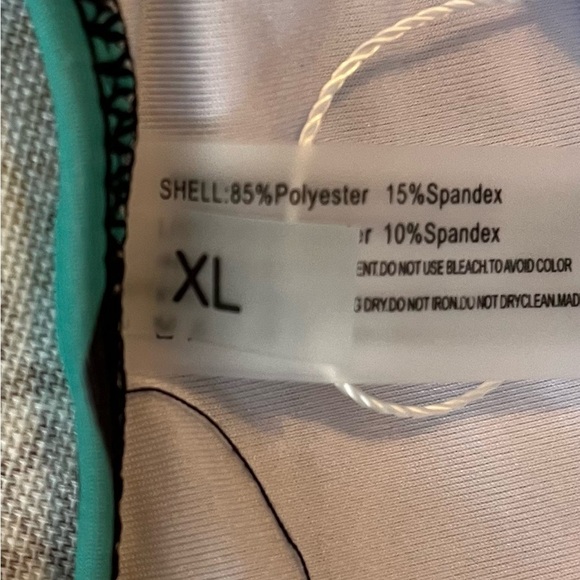 SHELL:85%Polyester 15%Spandex
er 10%Spandex
XL
ENT.DO NOT USE BLEACH.TO AVOID COLOR
G DRY.DO NOT IRON.DO NOT DRYCLEAN.MAD